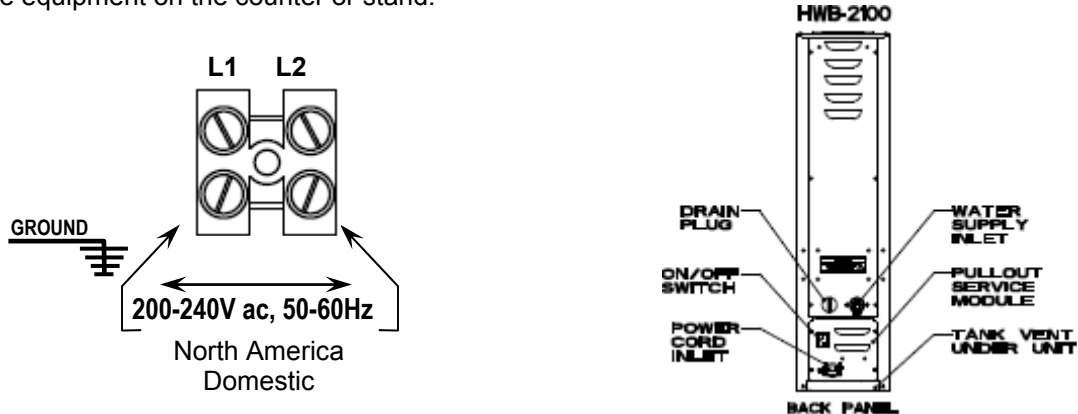 e equipment on the counter or stand.
L1 L2
GROUND
200-240V ac, 50-60Hz
North America
Domestic
HWB-2100
DRAIN
PLUG
ON/OFF
SWITCH
POWER
CORD
INLET
WATER
SUPPLY
INLET
PULLOUT
SERVICE
MODULE
TANK VENT
UNDER UNIT
BACK PANEL